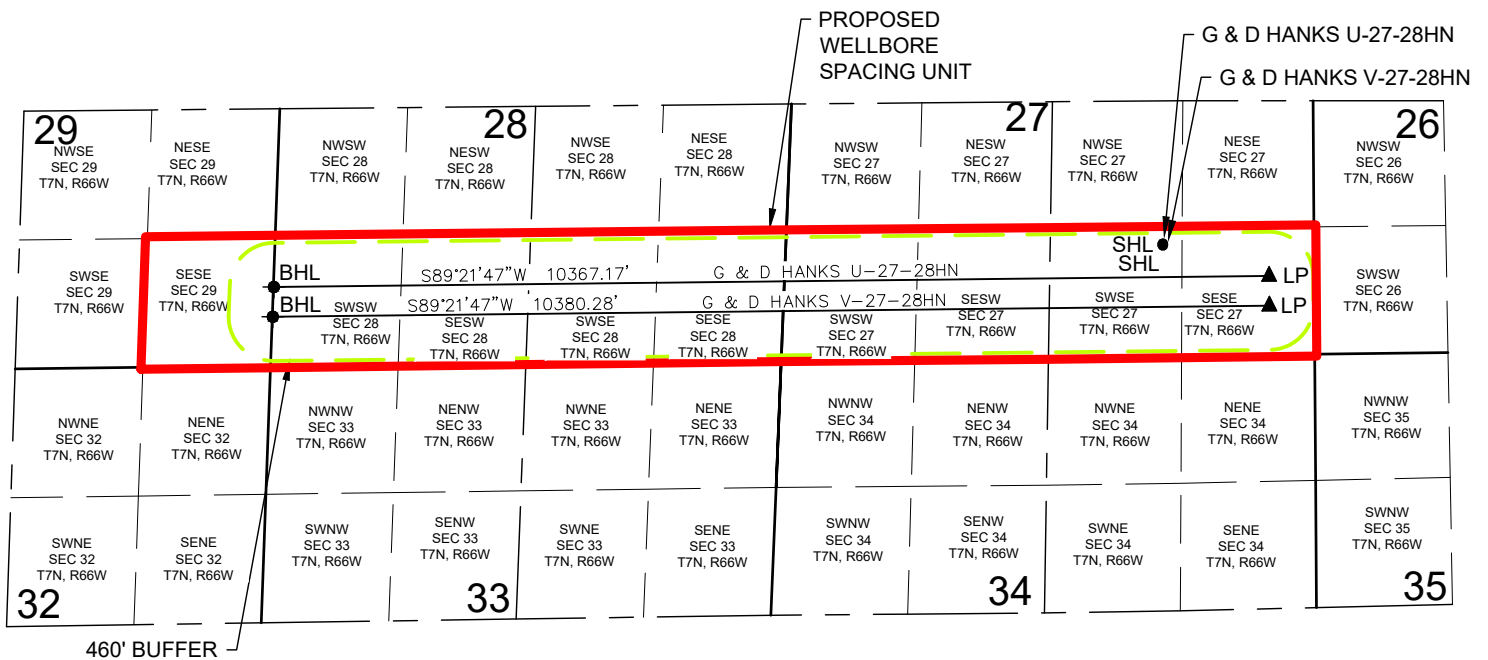 PROPOSED
WELLBORE
SPACING UNIT
G & D HANKS U-27-28HN
G & D HANKS V-27-28HN
29
28
27
26
NWSE
SEC 29
T7N, R66W
NESE
SEC 29
T7N, R66W
NWSW
SEC 28
T7N, R66W
NESW
SEC 28
T7N, R66W
NWSE
SEC 28
T7N, R66W
NESE
SEC 28
T7N, R66W
NWSW
SEC 27
T7N, R66W
NESW
SEC 27
T7N, R66W
NWSE
SEC 27
T7N, R66W
NESE
SEC 27
T7N, R66W
NWSW
SEC 26
T7N, R66W
SHL
SHL
SWSE
SEC 29
T7N, R66W
SESE
SEC 29
T7N, R66W
BHL
S89°21'47"W 10367.17' G & D HANKS U-27-28HN
LP
BHL
S89°21'47"W 10380.28' G & D HANKS V-27-28HN
LP
SWSW
SEC 28
T7N, R66W
SESW
SEC 28
T7N, R66W
SWSE
SEC 28
T7N, R66W
SESE
SEC 28
T7N, R66W
SWSW
SEC 27
T7N, R66W
SESW
SEC 27
T7N, R66W
SWSE
SEC 27
T7N, R66W
SESE
SEC 27
T7N, R66W
SWSW
SEC 26
T7N, R66W
NWNE
SEC 32
T7N, R66W
NENE
SEC 32
T7N, R66W
NWNW
SEC 33
T7N, R66W
NENW
SEC 33
T7N, R66W
NWNE
SEC 33
T7N, R66W
NENE
SEC 33
T7N, R66W
NWNW
SEC 34
T7N, R66W
NENW
SEC 34
T7N, R66W
NWNE
SEC 34
T7N, R66W
NENE
SEC 34
T7N, R66W
NWNW
SEC 35
T7N, R66W
SWNE
SEC 32
T7N, R66W
SENE
SEC 32
T7N, R66W
SWNW
SEC 33
T7N, R66W
SENW
SEC 33
T7N, R66W
SWNE
SEC 33
T7N, R66W
SENE
SEC 33
T7N, R66W
SWNW
SEC 34
T7N, R66W
SENW
SEC 34
T7N, R66W
SWNE
SEC 34
T7N, R66W
SENE
SEC 34
T7N, R66W
SWNW
SEC 35
T7N, R66W
32
33
34
35
460' BUFFER